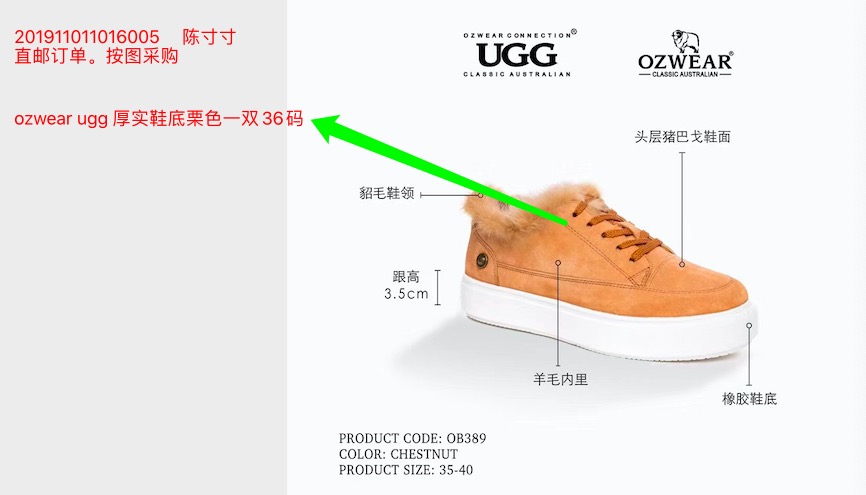 201911011016005 陈寸寸
直邮订单。按图采购
ozwear ugg 厚实鞋底栗色一双36码
OZWEAR CONNECTION®
UGG
CLASSIC AUSTRALIAN
OZWEAR®
CLASSIC AUSTRALIAN
头层猪巴戈鞋面
貂毛鞋领
跟高
3.5cm
羊毛内里
橡胶鞋底
PRODUCT CODE: OB389
COLOR: CHESTNUT
PRODUCT SIZE: 35-40